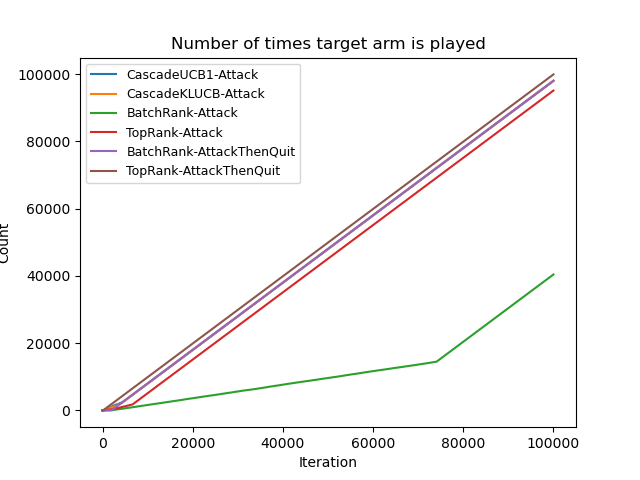 Number of times target arm is played
CascadeUCB1-Attack
CascadeKLUCB-Attack
BatchRank-Attack
TopRank-Attack
BatchRank-AttackThenQuit
TopRank-AttackThenQuit
100000
80000
60000
40000
20000
0
Count
0 20000 40000 60000 80000 100000
Iteration